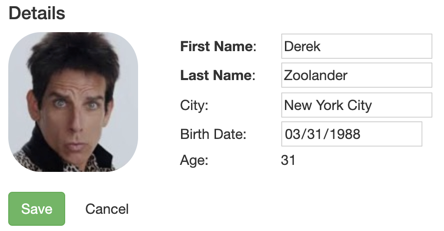 Details
First Name: Derek
Last Name: Zoolander
City: New York City
Birth Date: 03/31/1988
Age: 31
Save Cancel